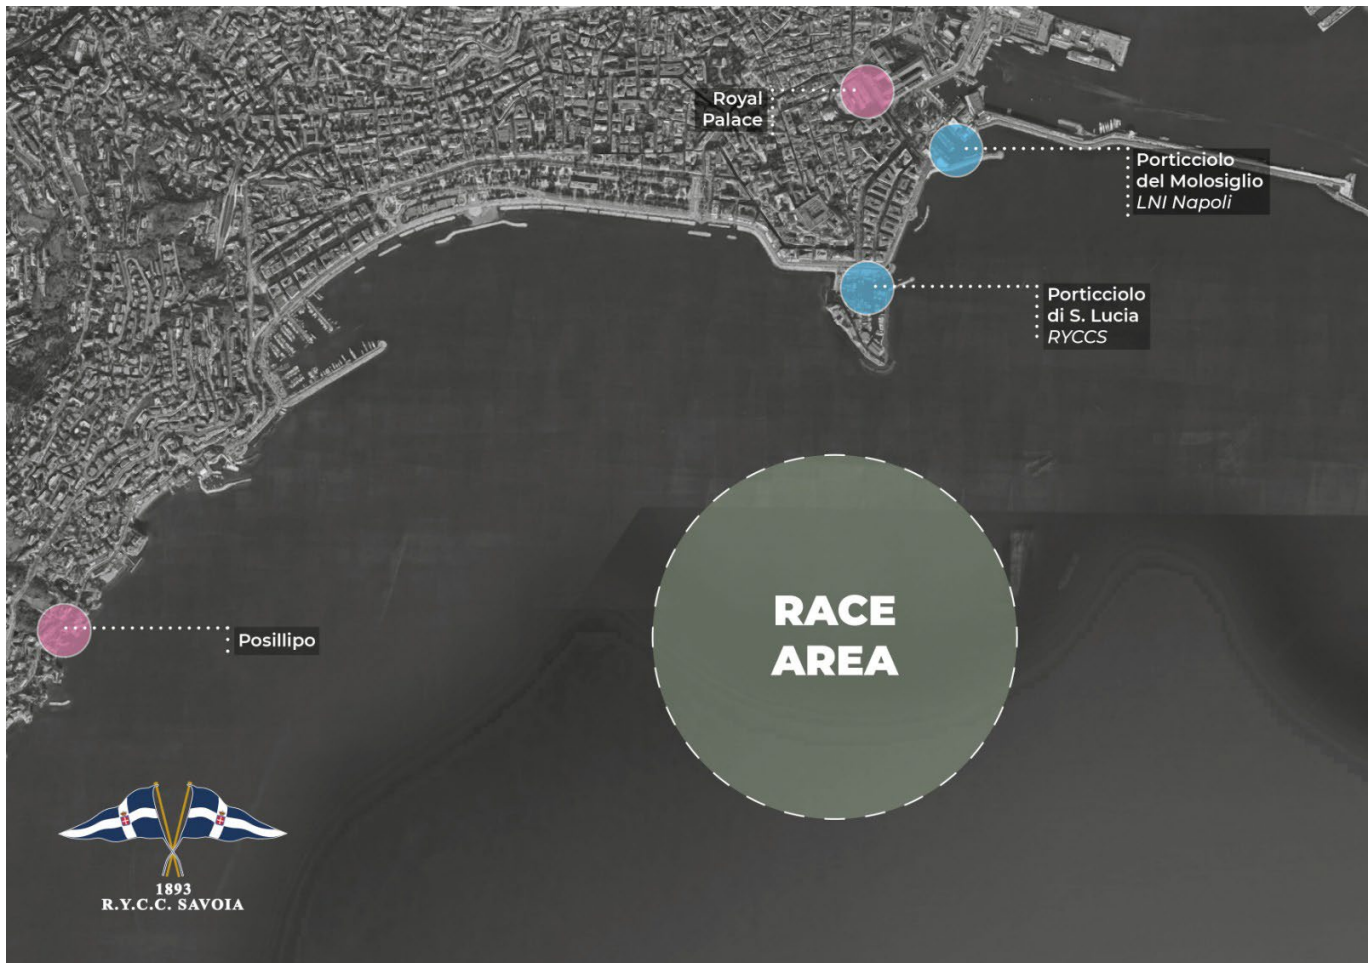 Royal
Palace
Porticciolo
del Molosiglio
LNI Napoli
Porticciolo
di S. Lucia
RYCCS
RACE
AREA
Posillipo
1893
R.Y.C.C. SAVOIA